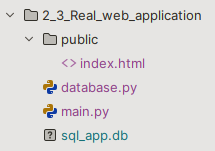 2_3_Real_web_application
public
<> index.html
database.py
main.py
sql_app.db